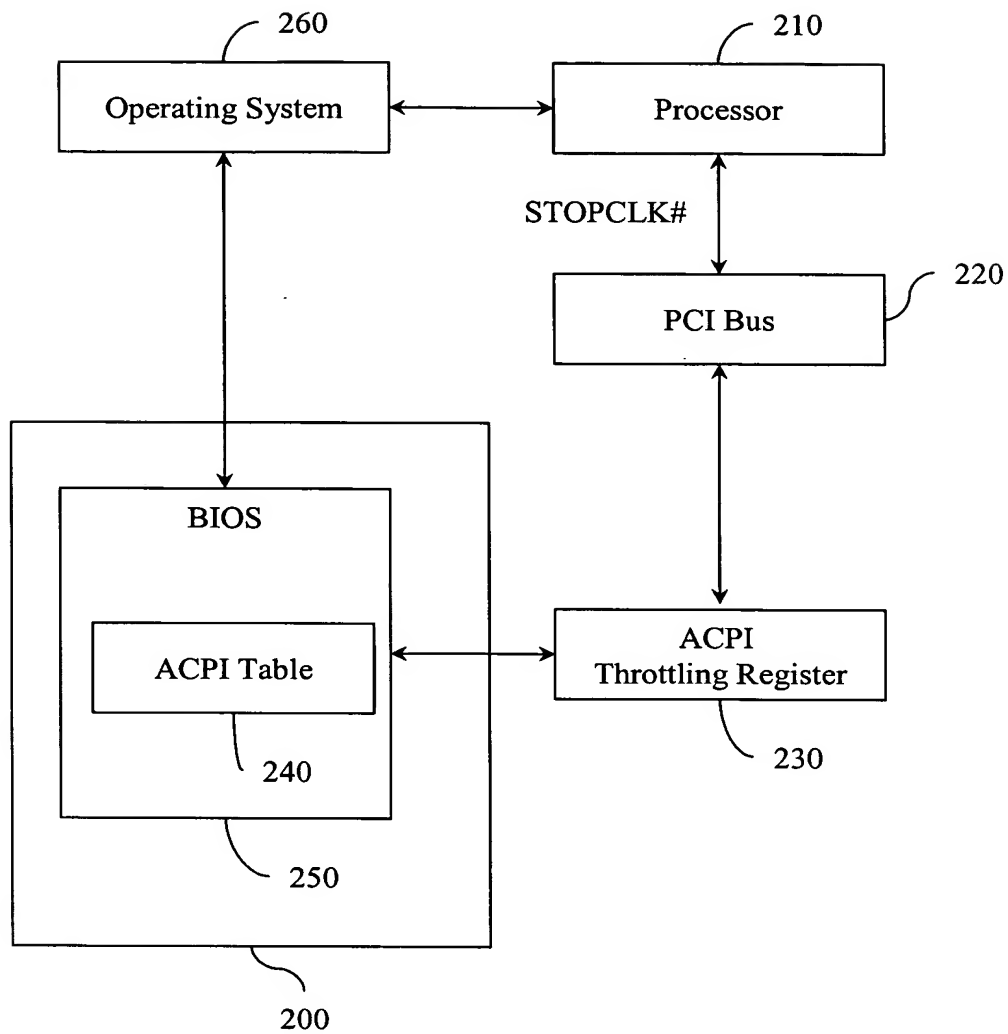 260
210
Operating System
Processor
STOPCLK#
220
PCI Bus
BIOS
ACPI Table
ACPI
Throttling Register
240
230
250
200